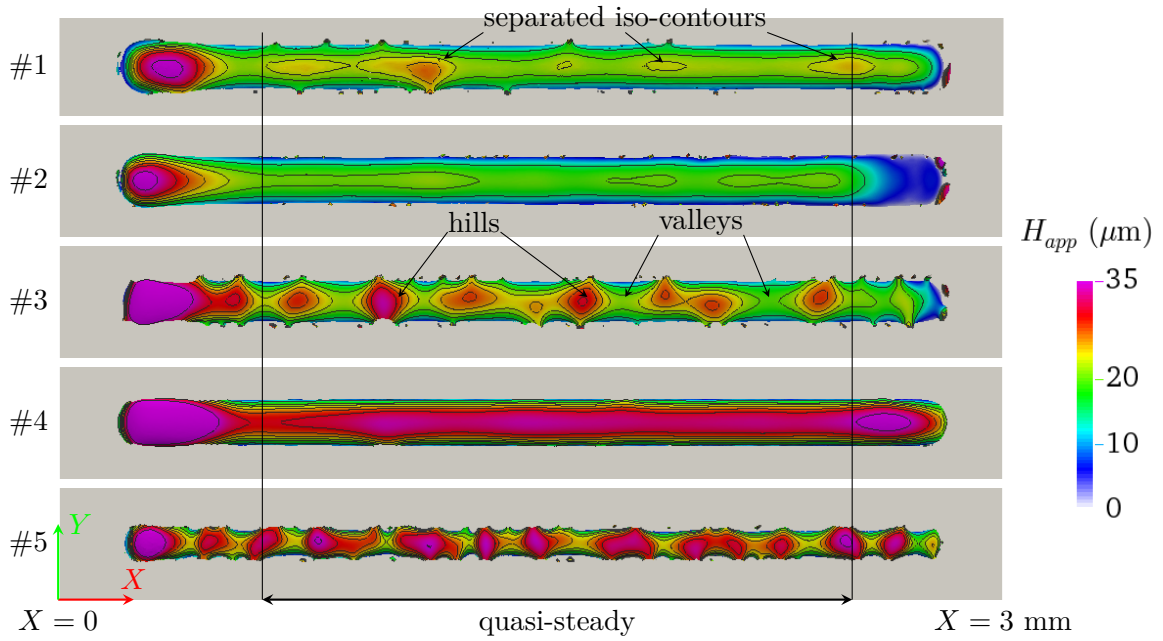 separated iso-contours
#1
#2
hills
valleys
#3
#4
#5
Y
X
X = 0
quasi-steady
X = 3 mm
H_app (μm)
35
20
10
0